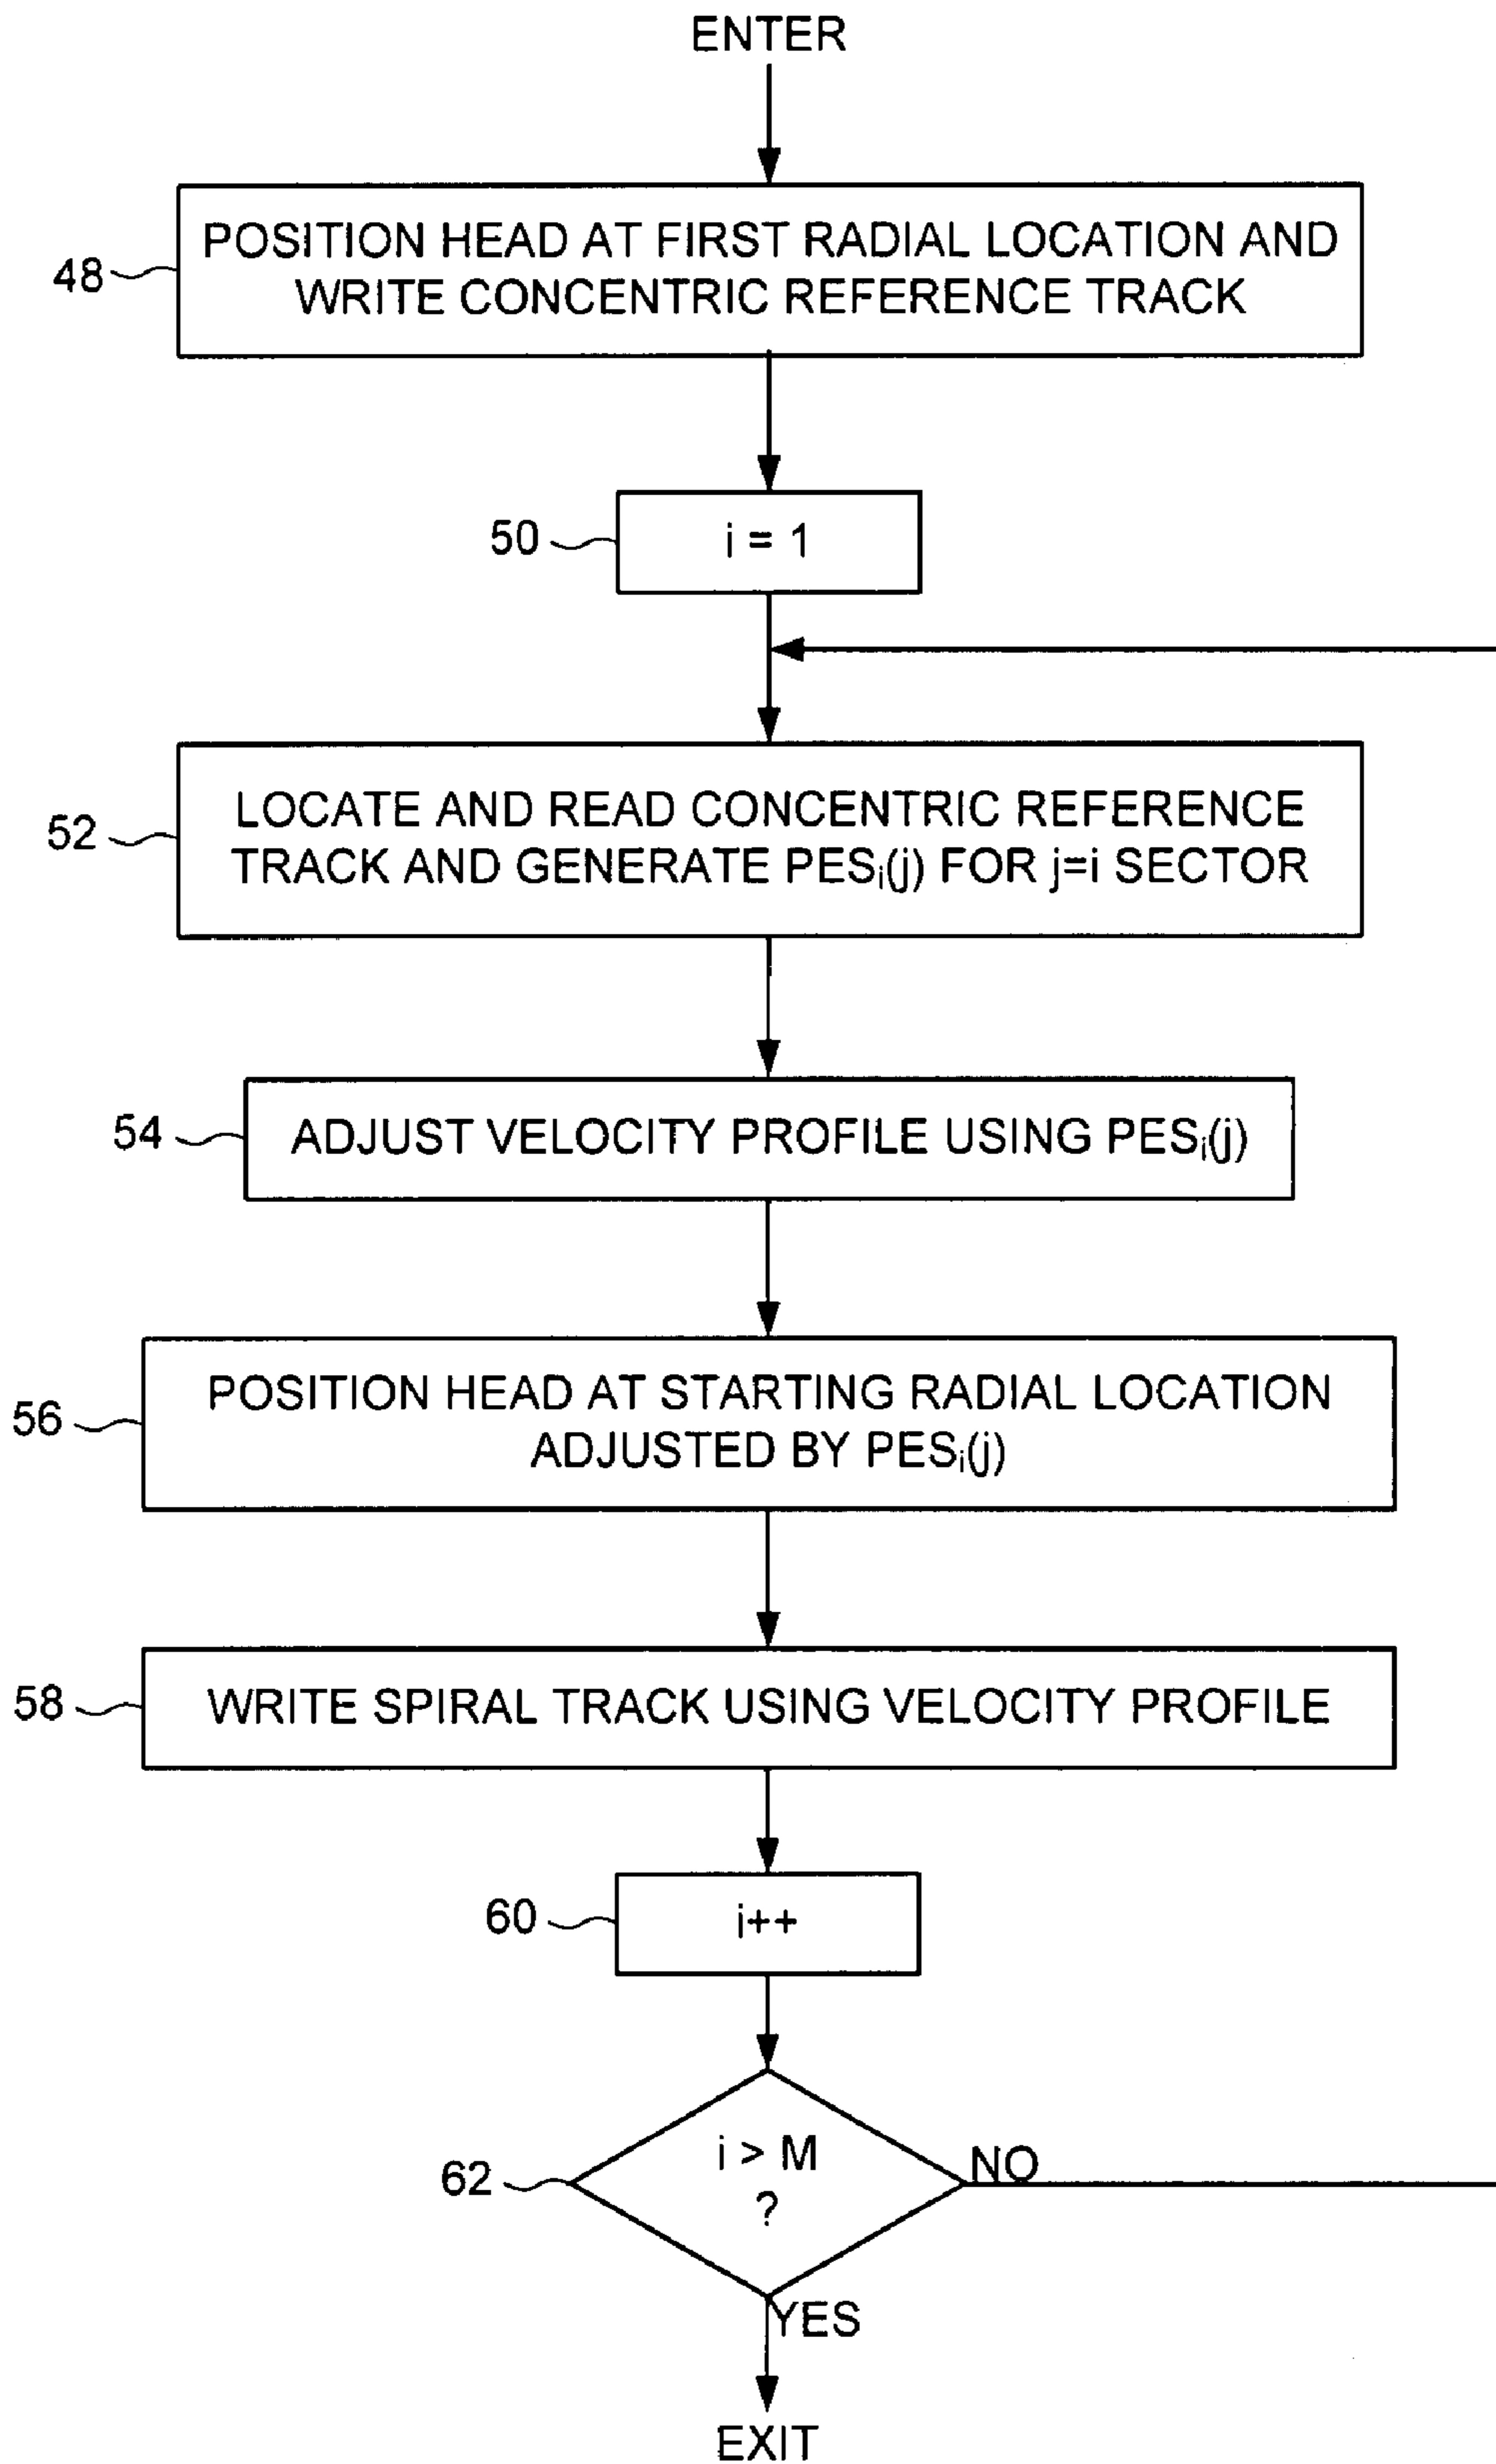 ENTER
48
POSITION HEAD AT FIRST RADIAL LOCATION AND
WRITE CONCENTRIC REFERENCE TRACK
50
i = 1
52
LOCATE AND READ CONCENTRIC REFERENCE
TRACK AND GENERATE PESi(j) FOR j=i SECTOR
54
ADJUST VELOCITY PROFILE USING PESi(j)
56
POSITION HEAD AT STARTING RADIAL LOCATION
ADJUSTED BY PESi(j)
58
WRITE SPIRAL TRACK USING VELOCITY PROFILE
60
i++
62
i > M
?
NO
YES
EXIT